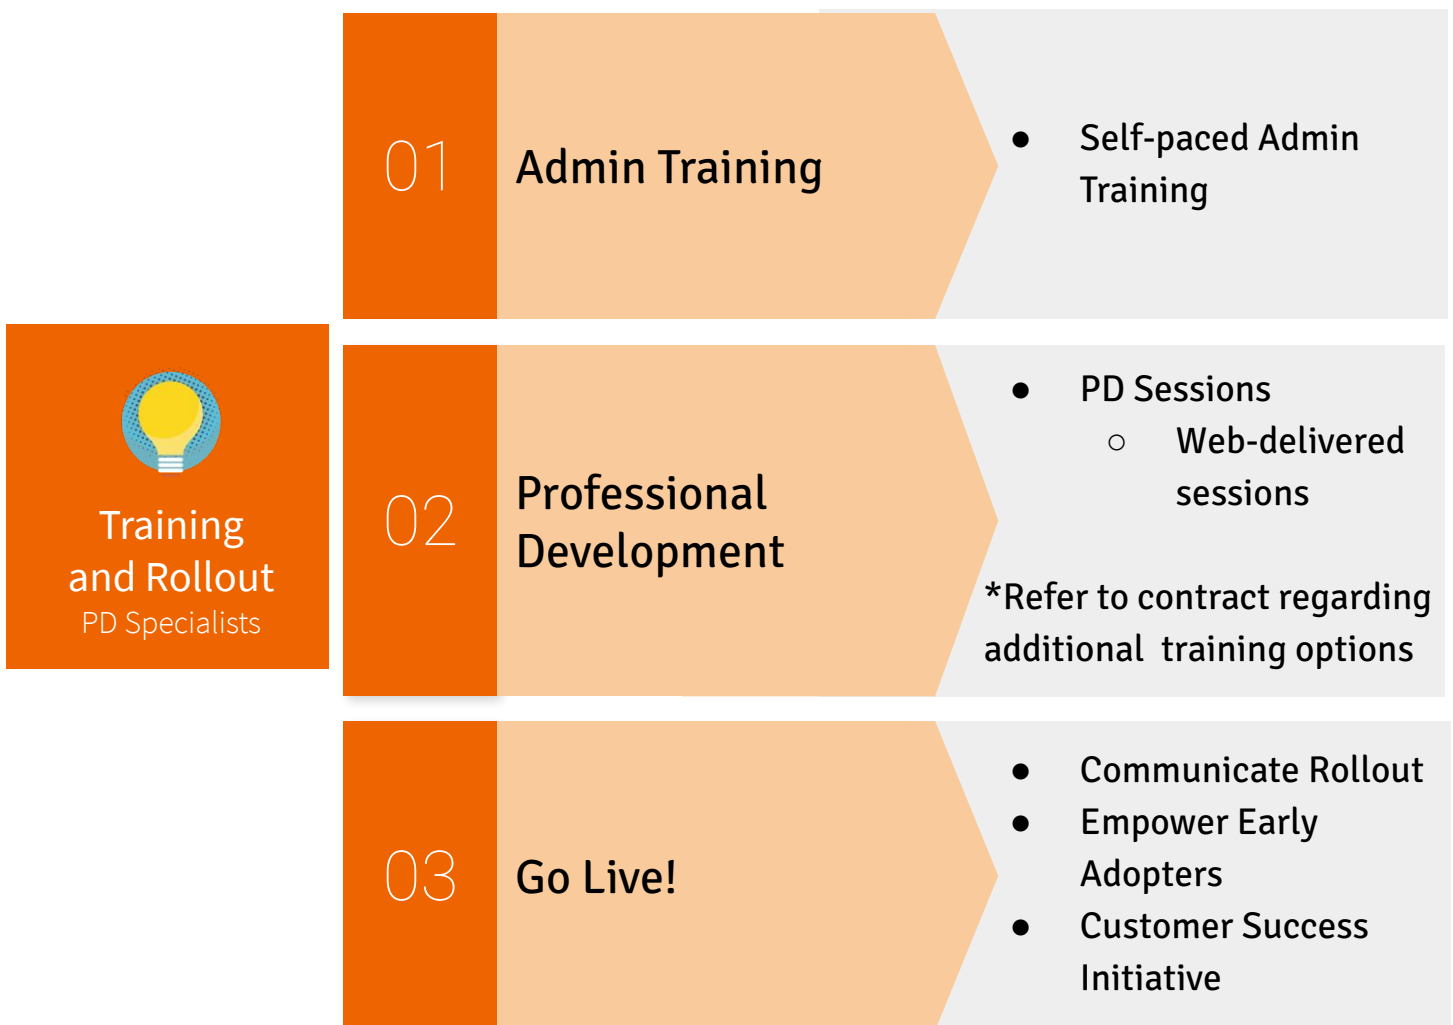 Training
and Rollout
PD Specialists
01
Admin Training
● Self-paced Admin
Training
02
Professional
Development
● PD Sessions
○ Web-delivered
sessions
*Refer to contract regarding
additional  training options
03
Go Live!
● Communicate Rollout
● Empower Early
Adopters
● Customer Success
Initiative